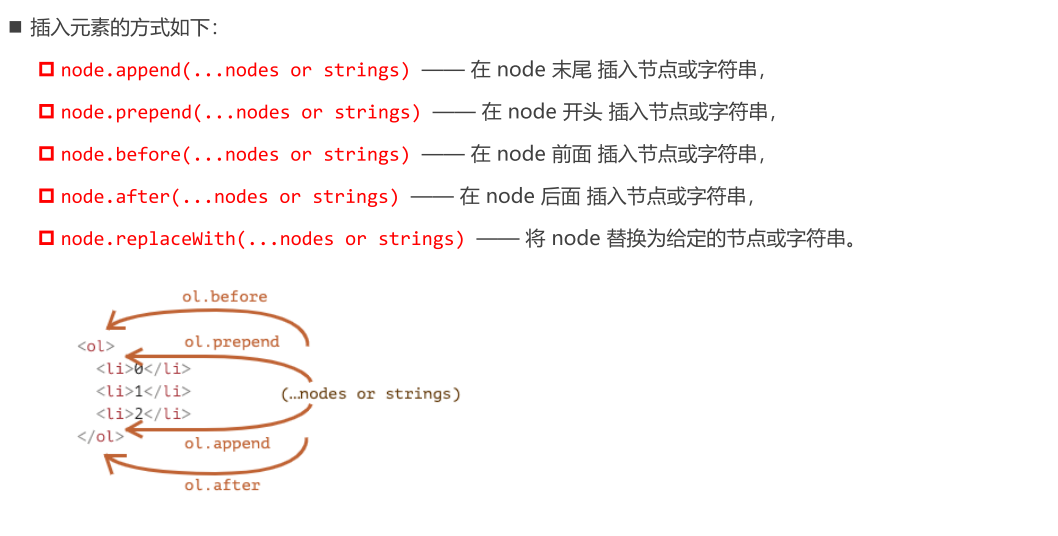 插入元素的方式如下：
node.append(...nodes or strings) —— 在 node 末尾 插入节点或字符串，
node.prepend(...nodes or strings) —— 在 node 开头 插入节点或字符串，
node.before(...nodes or strings) —— 在 node 前面 插入节点或字符串，
node.after(...nodes or strings) —— 在 node 后面 插入节点或字符串，
node.replaceWith(...nodes or strings) —— 将 node 替换为给定的节点或字符串。
ol.before
ol.prepend
<ol>
<li>0</li>
<li>1</li>
(…nodes or strings)
<li>2</li>
</ol>
ol.append
ol.after